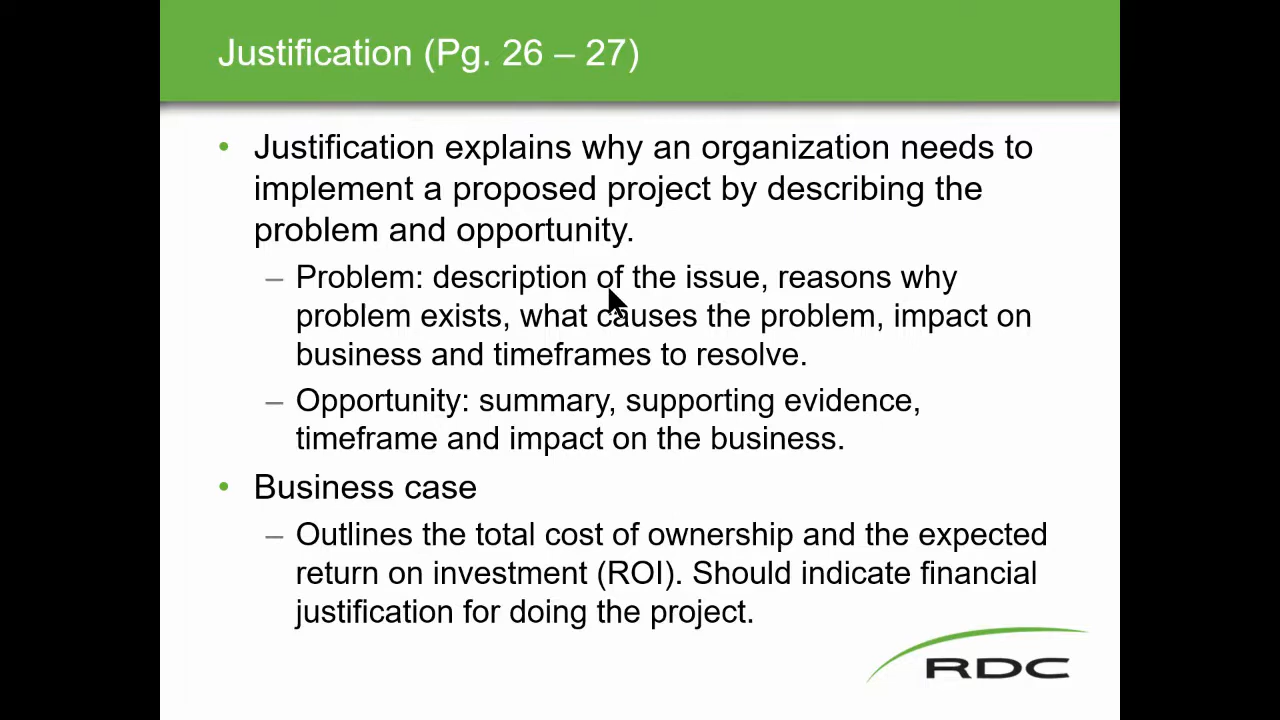 Justification (Pg. 26 – 27)
• Justification explains why an organization needs to
implement a proposed project by describing the
problem and opportunity.
– Problem: description of the issue, reasons why
problem exists, what causes the problem, impact on
business and timeframes to resolve.
– Opportunity: summary, supporting evidence,
timeframe and impact on the business.
• Business case
– Outlines the total cost of ownership and the expected
return on investment (ROI). Should indicate financial
justification for doing the project.
RDC